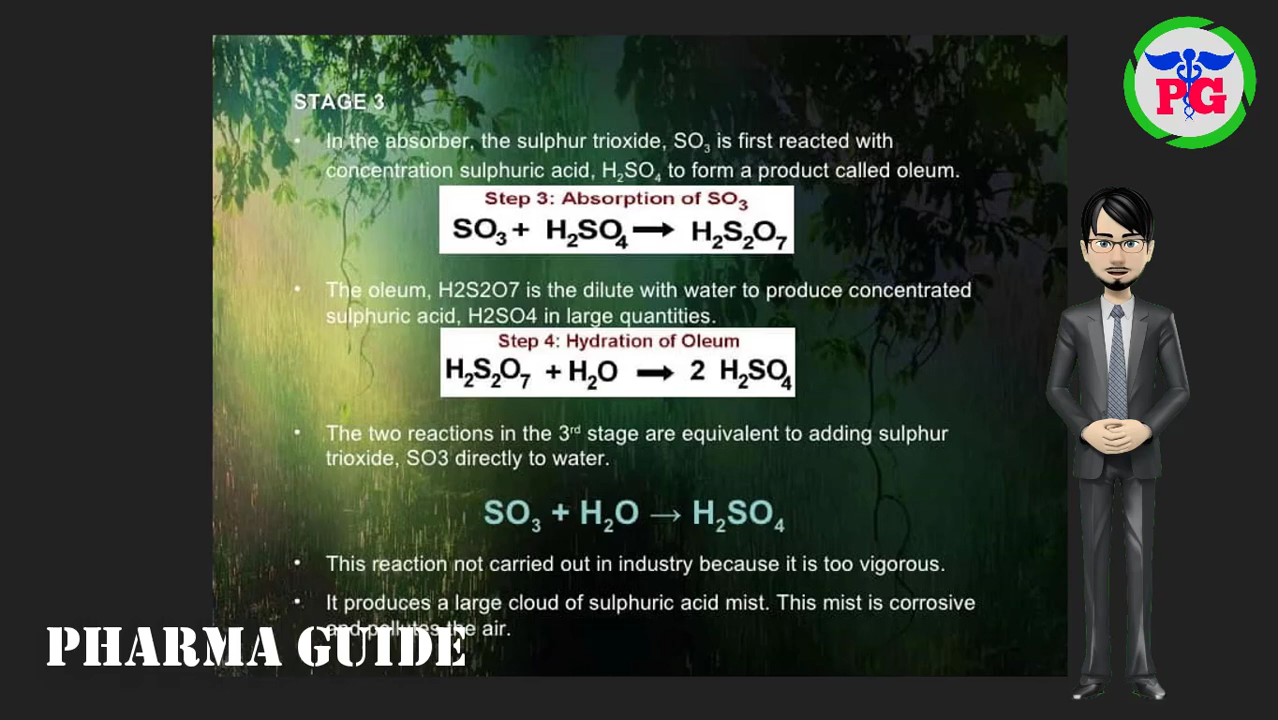 PG
STAGE 3
• In the absorber, the sulphur trioxide, SO₃ is first reacted with
concentration sulphuric acid, H₂SO₄ to form a product called oleum.
Step 3: Absorption of SO₃
SO₃ + H₂SO₄ → H₂S₂O₇
• The oleum, H2S2O7 is the dilute with water to produce concentrated
sulphuric acid, H2SO4 in large quantities.
Step 4: Hydration of Oleum
H₂S₂O₇ + H₂O → 2 H₂SO₄
• The two reactions in the 3rd stage are equivalent to adding sulphur
trioxide, SO3 directly to water.
SO₃ + H₂O → H₂SO₄
• This reaction not carried out in industry because it is too vigorous.
• It produces a large cloud of sulphuric acid mist. This mist is corrosive
and pollutes the air.
PHARMA GUIDE